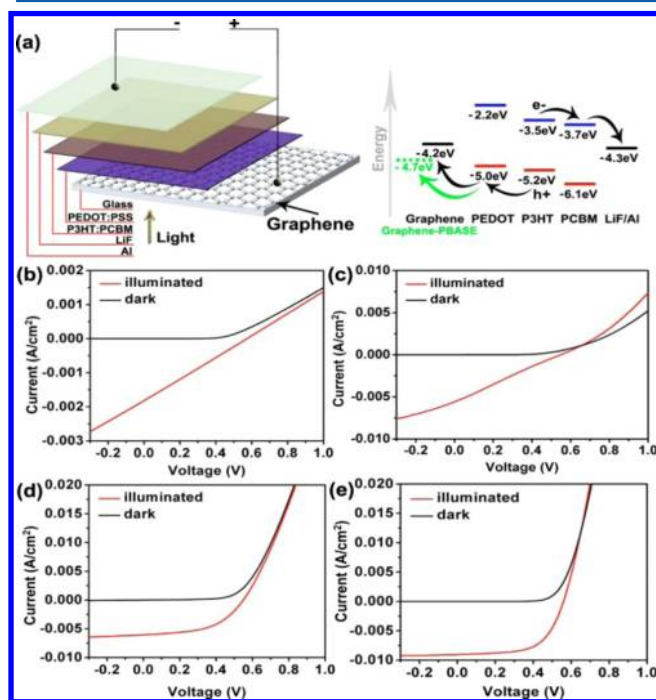 (a)
- +
Glass
PEDOT:PSS
P3HT:PCBM
LiF
Al
Light
Graphene
Energy
-4.2eV
-4.7eV
-2.2eV
-5.0eV
e-
-3.5eV
-5.2eV
h+
-3.7eV
-6.1eV
-4.3eV
Graphene PEDOT P3HT PCBM LiF/Al
Graphene-PBASE
(b)
illuminated
dark
Current (A/cm²)
0.002
0.001
0.000
-0.001
-0.002
-0.003
-0.2 0.0 0.2 0.4 0.6 0.8 1.0
Voltage (V)
(c)
illuminated
dark
Current (A/cm²)
0.010
0.005
0.000
-0.005
-0.010
-0.2 0.0 0.2 0.4 0.6 0.8 1.0
Voltage (V)
(d)
illuminated
dark
Current (A/cm²)
0.020
0.015
0.010
0.005
0.000
-0.005
-0.010
-0.2 0.0 0.2 0.4 0.6 0.8 1.0
Voltage (V)
(e)
illuminated
dark
Current (A/cm²)
0.020
0.015
0.010
0.005
0.000
-0.005
-0.010
-0.2 0.0 0.2 0.4 0.6 0.8 1.0
Voltage (V)